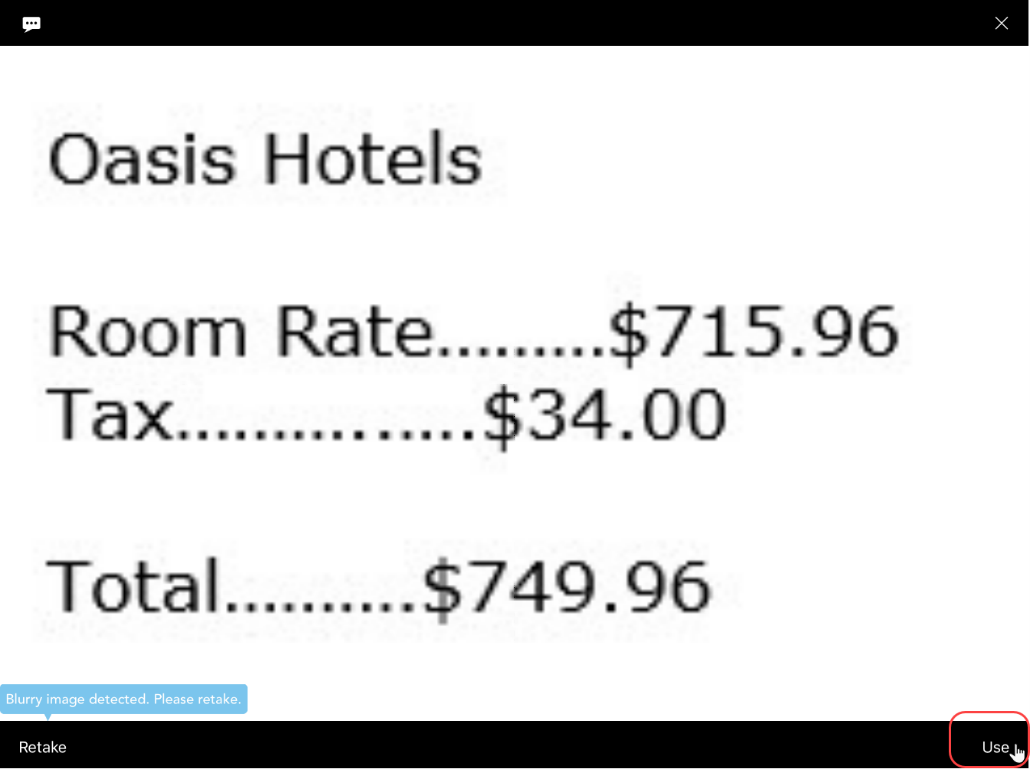 Oasis Hotels
Room Rate.........$715.96
Tax................$34.00
Total..........$749.96
Blurry image detected. Please retake.
Retake
Use